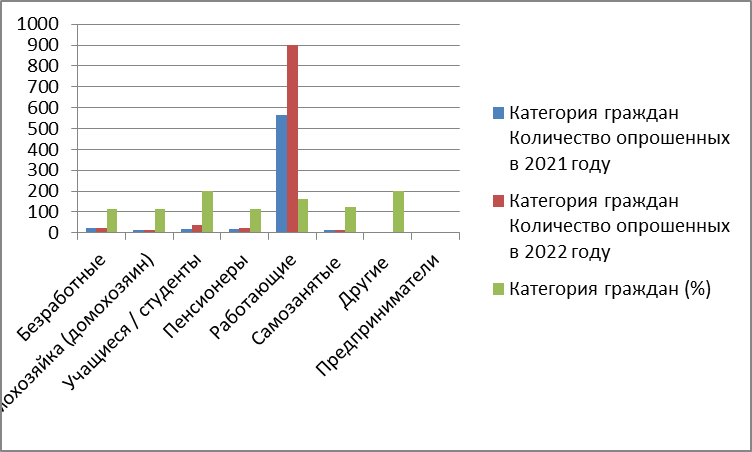 1000
900
800
700
600
500
400
300
200
100
0
Безработные
(домохозяин)
Учащиеся / студенты
Пенсионеры
Работающие
Самозанятые
Другие
Предприниматели
Категория граждан
Количество опрошенных
в 2021 году
Категория граждан
Количество опрошенных
в 2022 году
Категория граждан (%)